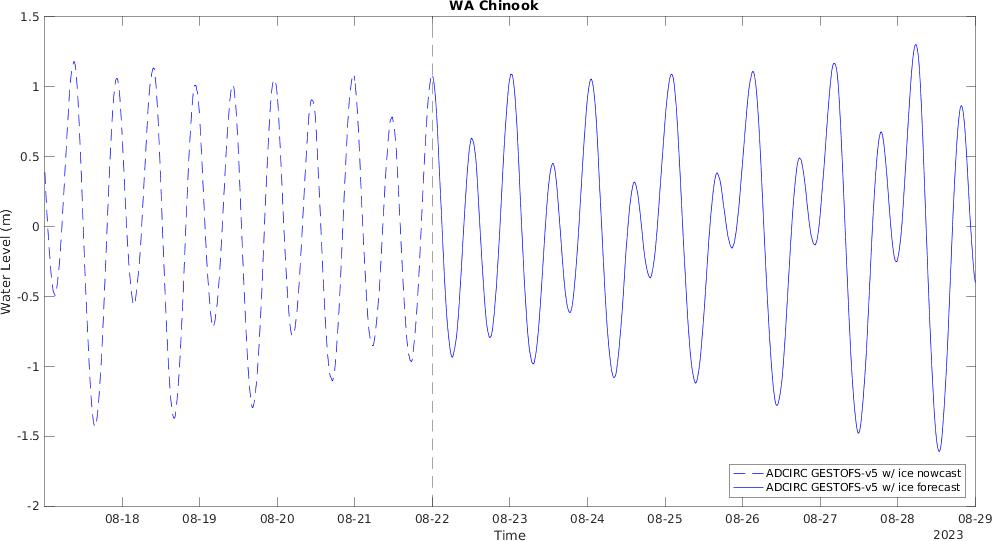 WA Chinook
1.5
1
0.5
0
-0.5
-1
-1.5
-2
Water Level (m)
08-18 08-19 08-20 08-21 08-22 08-23 08-24 08-25 08-26 08-27 08-28 08-29
Time
2023
ADCIRC GESTOFS-v5 w/ ice nowcast
ADCIRC GESTOFS-v5 w/ ice forecast